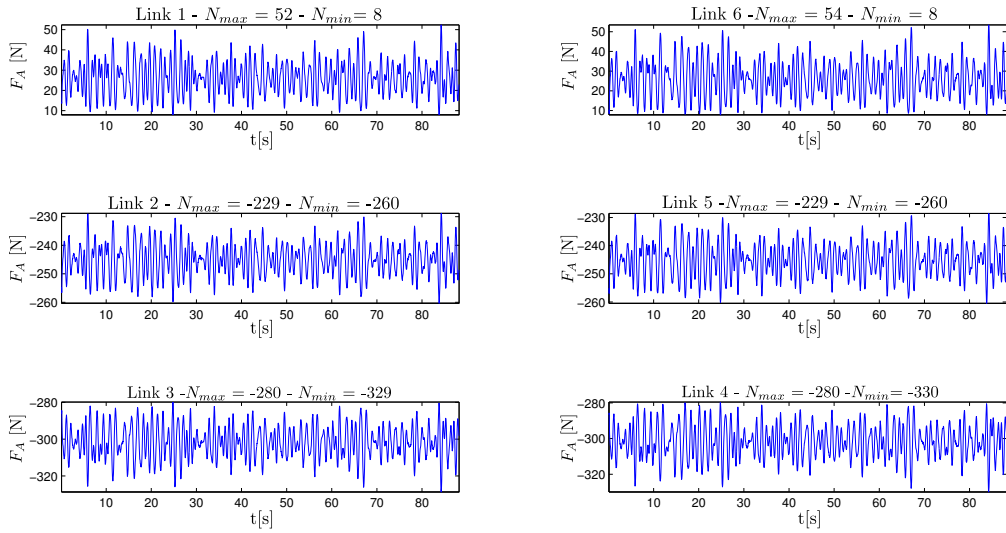 Link 1 - N_max = 52 - N_min = 8
50
40
30
20
10
F_A [N]
10 20 30 40 50 60 70 80
t[s]
Link 6 -N_max = 54 - N_min = 8
50
40
30
20
10
F_A [N]
10 20 30 40 50 60 70 80
t[s]
Link 2 - N_max = -229 - N_min = -260
−230
−240
−250
−260
F_A [N]
10 20 30 40 50 60 70 80
t[s]
Link 5 -N_max = -229 - N_min = -260
−230
−240
−250
−260
F_A [N]
10 20 30 40 50 60 70 80
t[s]
Link 3 -N_max = -280 - N_min = -329
−280
−300
−320
F_A [N]
10 20 30 40 50 60 70 80
t[s]
Link 4 - N_max = -280 -N_min= -330
−280
−300
−320
F_A [N]
10 20 30 40 50 60 70 80
t[s]